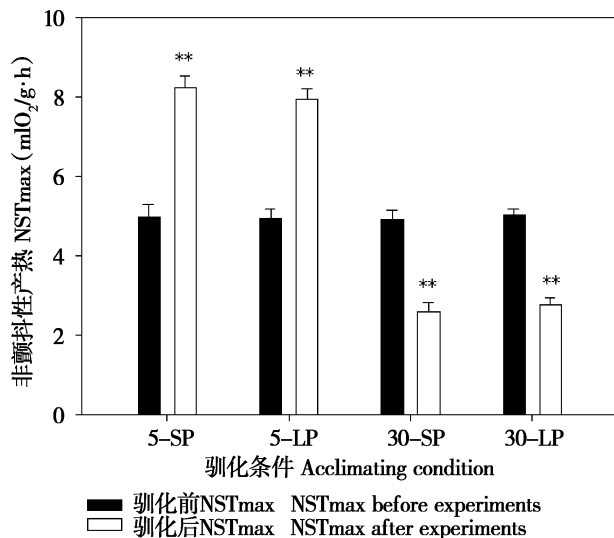 非颤抖性产热 NSTmax (mlO₂/g·h)
10
8
6
4
2
0
**
**
**
**
5-SP 5-LP 30-SP 30-LP
驯化条件 Acclimating condition
驯化前NSTmax NSTmax before experiments
驯化后NSTmax NSTmax after experiments